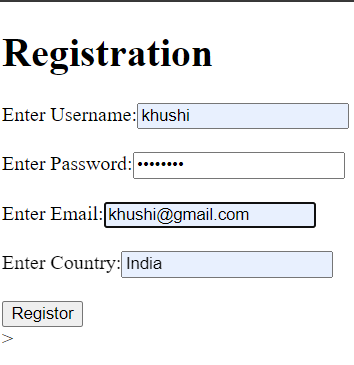 Registration
Enter Username: khushi
Enter Password: ••••••••
Enter Email: khushi@gmail.com
Enter Country: India
Registor
>